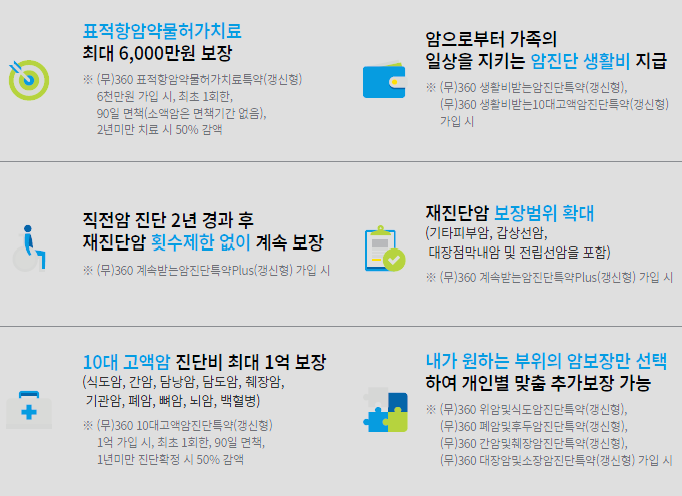 표적항암약물허가치료
최대 6,000만원 보장
※ (무)360 표적항암약물허가치료특약(갱신형)
6천만원 가입 시, 최초 1회한,
90일 면책(소액암은 면책기간 없음),
2년미만 치료 시 50% 감액
암으로부터 가족의
일상을 지키는 암진단 생활비 지급
※ (무)360 생활비받는암진단특약(갱신형),
(무)360 생활비받는10대고액암진단특약(갱신형)
가입 시
직전암 진단 2년 경과 후
재진단암 횟수제한 없이 계속 보장
※ (무)360 계속받는암진단특약Plus(갱신형) 가입 시
재진단암 보장범위 확대
(기타피부암, 갑상선암,
대장점막내암 및 전립선암을 포함)
※ (무)360 계속받는암진단특약Plus(갱신형) 가입 시
10대 고액암 진단비 최대 1억 보장
(식도암, 간암, 담낭암, 담도암, 췌장암,
기관암, 폐암, 뼈암, 뇌암, 백혈병)
※ (무)360 10대고액암진단특약(갱신형)
1억 가입 시, 최초 1회한, 90일 면책,
1년미만 진단확정 시 50% 감액
내가 원하는 부위의 암보장만 선택
하여 개인별 맞춤 추가보장 가능
※ (무)360 위암및식도암진단특약(갱신형),
(무)360 폐암및후두암진단특약(갱신형),
(무)360 간암및췌장암진단특약(갱신형),
(무)360 대장암및소장암진단특약(갱신형) 가입 시